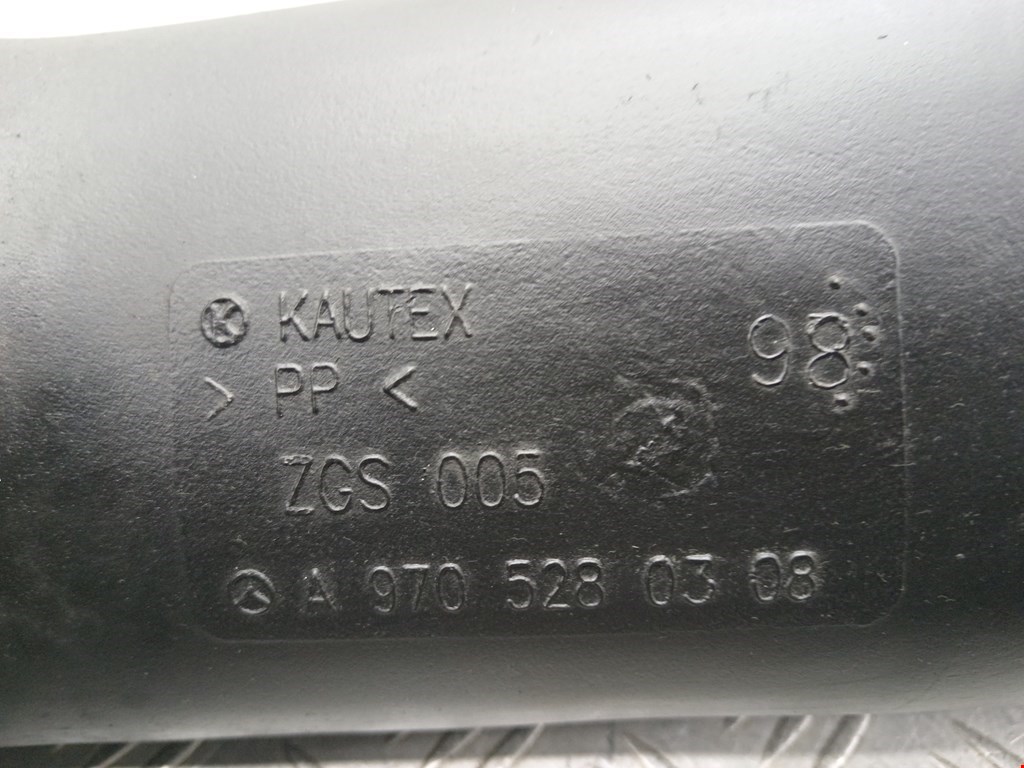 K KAUTEX
> PP <
98
ZGS 005
A 970 528 03 08